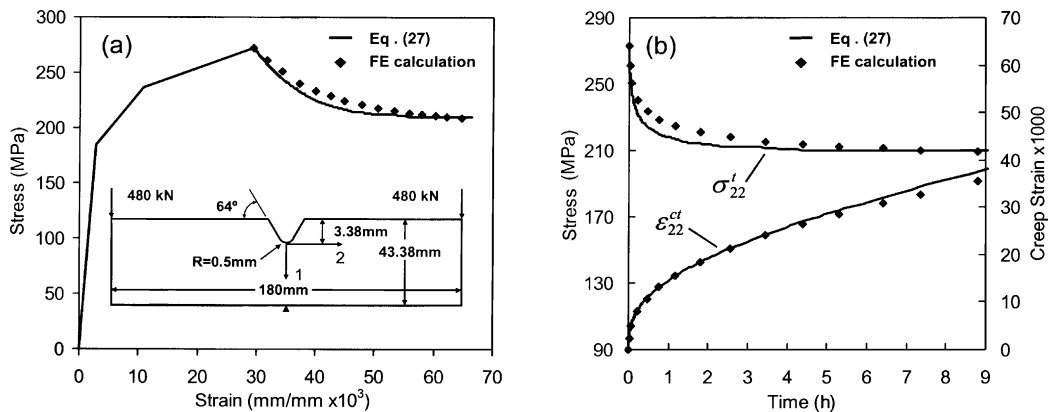 (a)
Eq . (27)
FE calculation
300
250
200
150
100
50
0
Stress (MPa)
480 kN
480 kN
64º
3.38mm
R=0.5mm
2
43.38mm
1
180mm
0 10 20 30 40 50 60 70
Strain (mm/mm x10³)
(b)
Eq . (27)
FE calculation
290
250
210
170
130
90
Stress (MPa)
σᵗ₂₂
εᶜᵗ₂₂
70
60
50
40
30
20
10
0
Creep Strain x1000
0 1 2 3 4 5 6 7 8 9
Time (h)